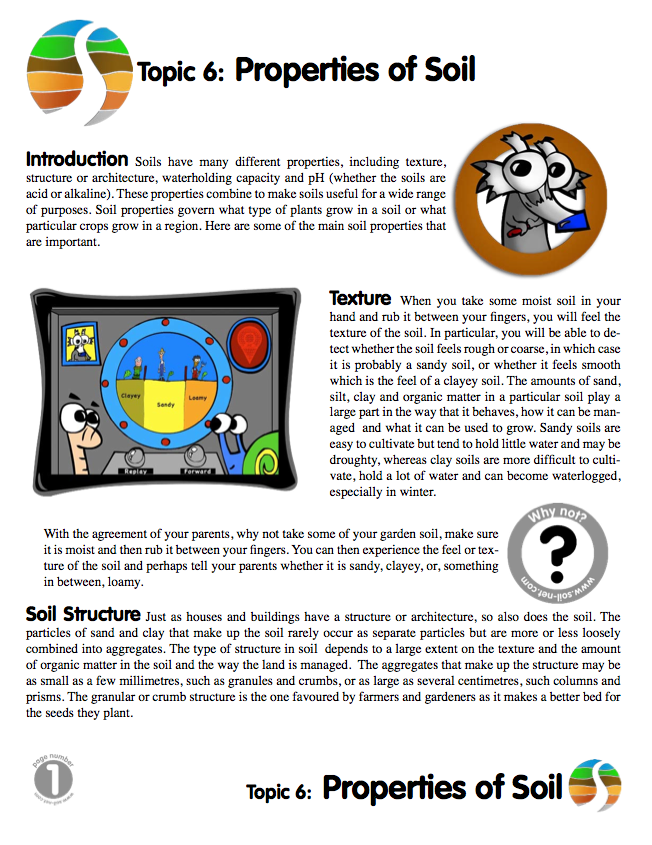 Topic 6: Properties of Soil
Introduction Soils have many different properties, including texture,
structure or architecture, waterholding capacity and pH (whether the soils are
acid or alkaline). These properties combine to make soils useful for a wide range
of purposes. Soil properties govern what type of plants grow in a soil or what
particular crops grow in a region. Here are some of the main soil properties that
are important.
Clayey
Sandy
Loamy
Replay
Forward
Texture When you take some moist soil in your
hand and rub it between your fingers, you will feel the
texture of the soil. In particular, you will be able to de-
tect whether the soil feels rough or coarse, in which case
it is probably a sandy soil, or whether it feels smooth
which is the feel of a clayey soil. The amounts of sand,
silt, clay and organic matter in a particular soil play a
large part in the way that it behaves, how it can be man-
aged and what it can be used to grow. Sandy soils are
easy to cultivate but tend to hold little water and may be
droughty, whereas clay soils are more difficult to culti-
vate, hold a lot of water and can become waterlogged,
especially in winter.
With the agreement of your parents, why not take some of your garden soil, make sure
it is moist and then rub it between your fingers. You can then experience the feel or tex-
ture of the soil and perhaps tell your parents whether it is sandy, clayey, or, something
in between, loamy.
Why not?
?
www.soil-net.com
Soil Structure Just as houses and buildings have a structure or architecture, so also does the soil. The
particles of sand and clay that make up the soil rarely occur as separate particles but are more or less loosely
combined into aggregates. The type of structure in soil depends to a large extent on the texture and the amount
of organic matter in the soil and the way the land is managed. The aggregates that make up the structure may be
as small as a few millimetres, such as granules and crumbs, or as large as several centimetres, such columns and
prisms. The granular or crumb structure is the one favoured by farmers and gardeners as it makes a better bed for
the seeds they plant.
page number
1
Topic 6: Properties of Soil